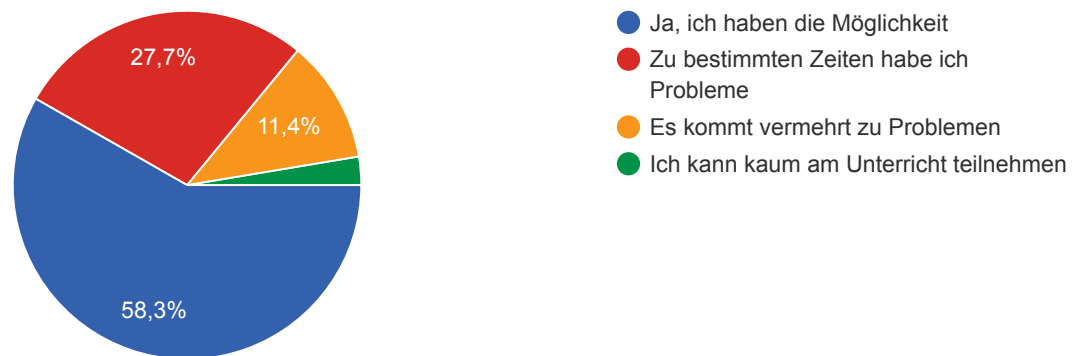 27,7%
11,4%
58,3%
Ja, ich haben die Möglichkeit
Zu bestimmten Zeiten habe ich
Probleme
Es kommt vermehrt zu Problemen
Ich kann kaum am Unterricht teilnehmen